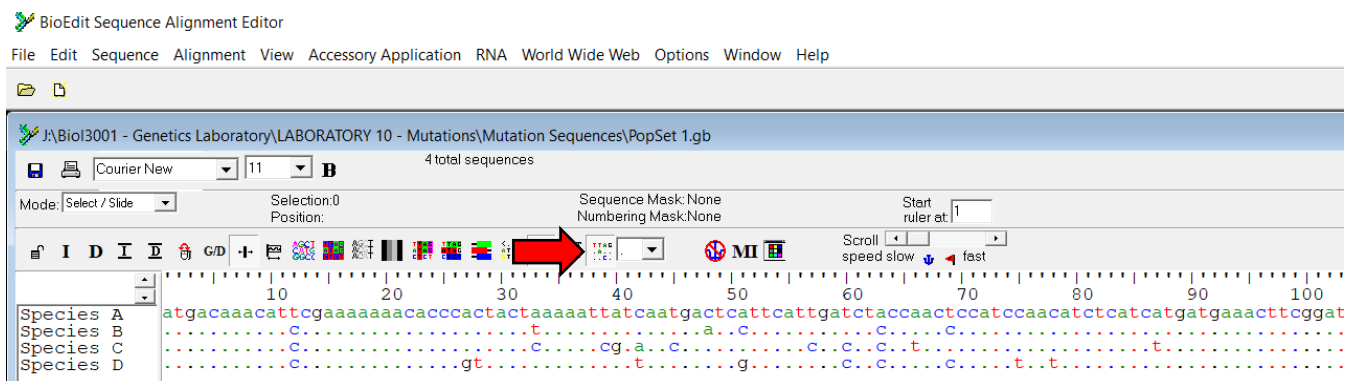 BioEdit Sequence Alignment Editor
File Edit Sequence Alignment View Accessory Application RNA World Wide Web Options Window Help
J:\Biol3001 - Genetics Laboratory\LABORATORY 10 - Mutations\Mutation Sequences\PopSet 1.gb
Courier New 11 B 4 total sequences
Mode: Select / Slide Selection:0 Sequence Mask:None Start
Position: Numbering Mask:None ruler at: 1
I D I D G/D MI Scroll
speed slow fast
10 20 30 40 50 60 70 80 90 100
Species A atgacaaacattcgaaaaaaacacccactactaaaaattatcaatgactcattcattgatctaccaactccatccaacatctcatcatgatgaaacttcggat
Species B ...........c....................t..............a..c...........c.....c..................................
Species C ...........c....................c.....cg.a..c...........c..c..c..t....................t................
Species D ...........c..............gt.............t........g........c..c.....c.....t..t.........................